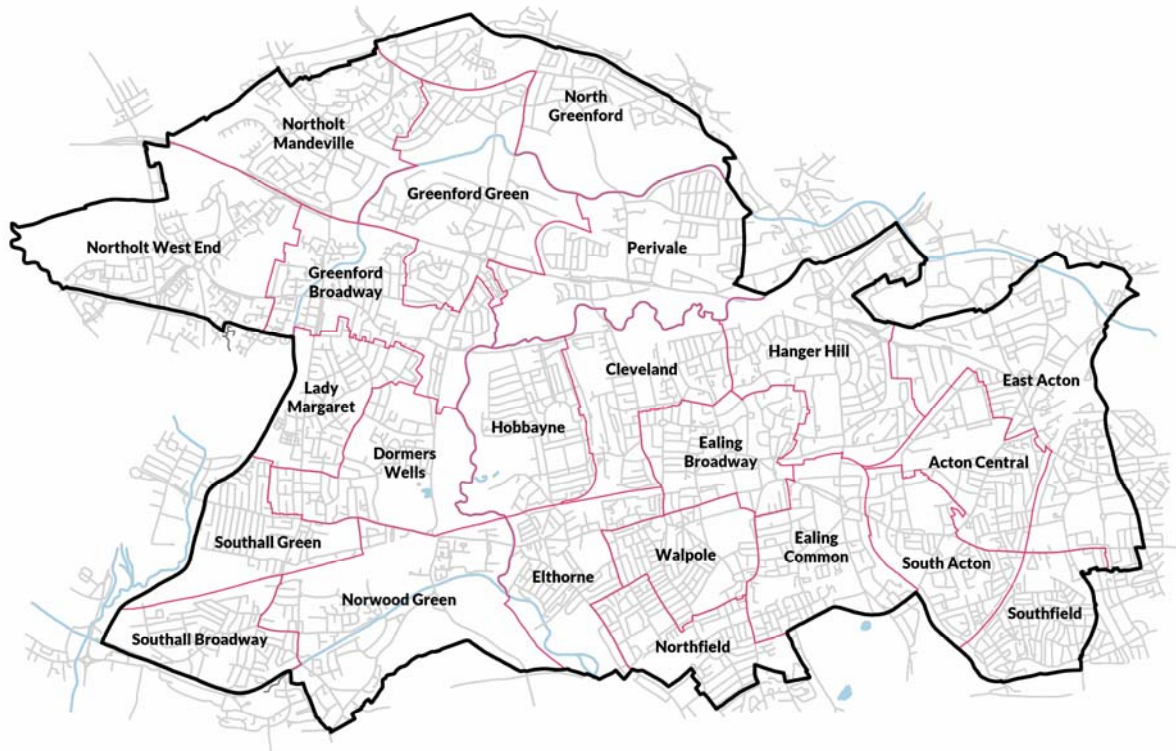 North
Greenford
Northolt
Mandeville
Greenford Green
Northolt West End
Perivale
Greenford
Broadway
Hanger Hill
Cleveland
East Acton
Lady
Margaret
Hobbayne
Ealing
Broadway
Dormers
Wells
Acton Central
Southall Green
Ealing
Common
Walpole
South Acton
Elthorne
Norwood Green
Southfield
Southall Broadway
Northfield